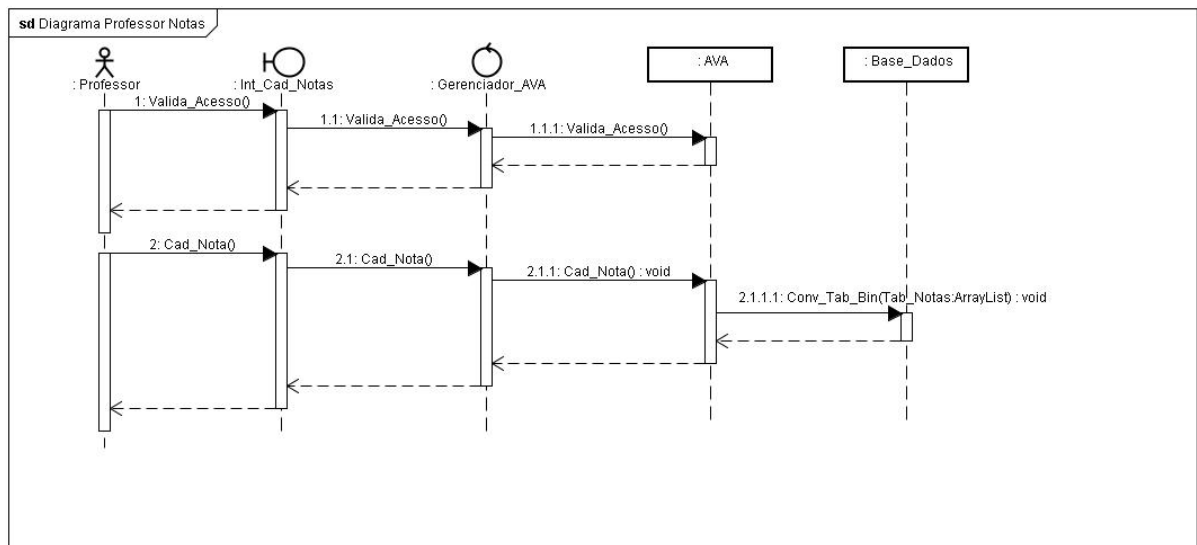 sd Diagrama Professor Notas
: Professor
: Int_Cad_Notas
: Gerenciador_AVA
: AVA
: Base_Dados
1: Valida_Acesso()
1.1: Valida_Acesso()
1.1.1: Valida_Acesso()
2: Cad_Nota()
2.1: Cad_Nota()
2.1.1: Cad_Nota() : void
2.1.1.1: Conv_Tab_Bin(Tab_Notas:ArrayList) : void